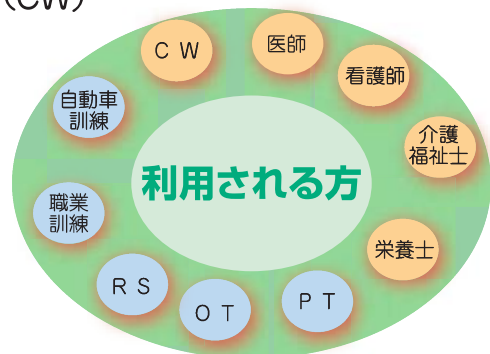 （CW）
ＣＷ
医師
看護師
介護
福祉士
栄養士
ＰＴ
ＯＴ
ＲＳ
職業
訓練
自動車
訓練
利用される方